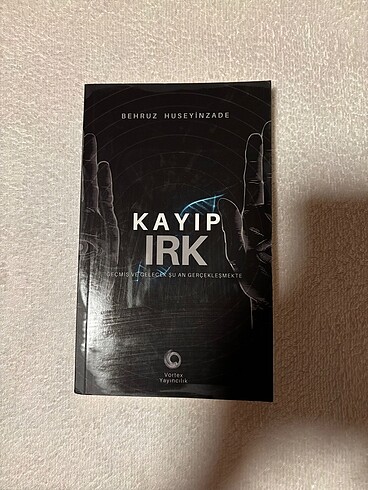 BEHRUZ HUSEYİNZADE
KAYIP
IRK
GEÇMİŞ VE GELECEK ŞU AN GERÇEKLEŞMEKTE
Vortex
Yayıncılık